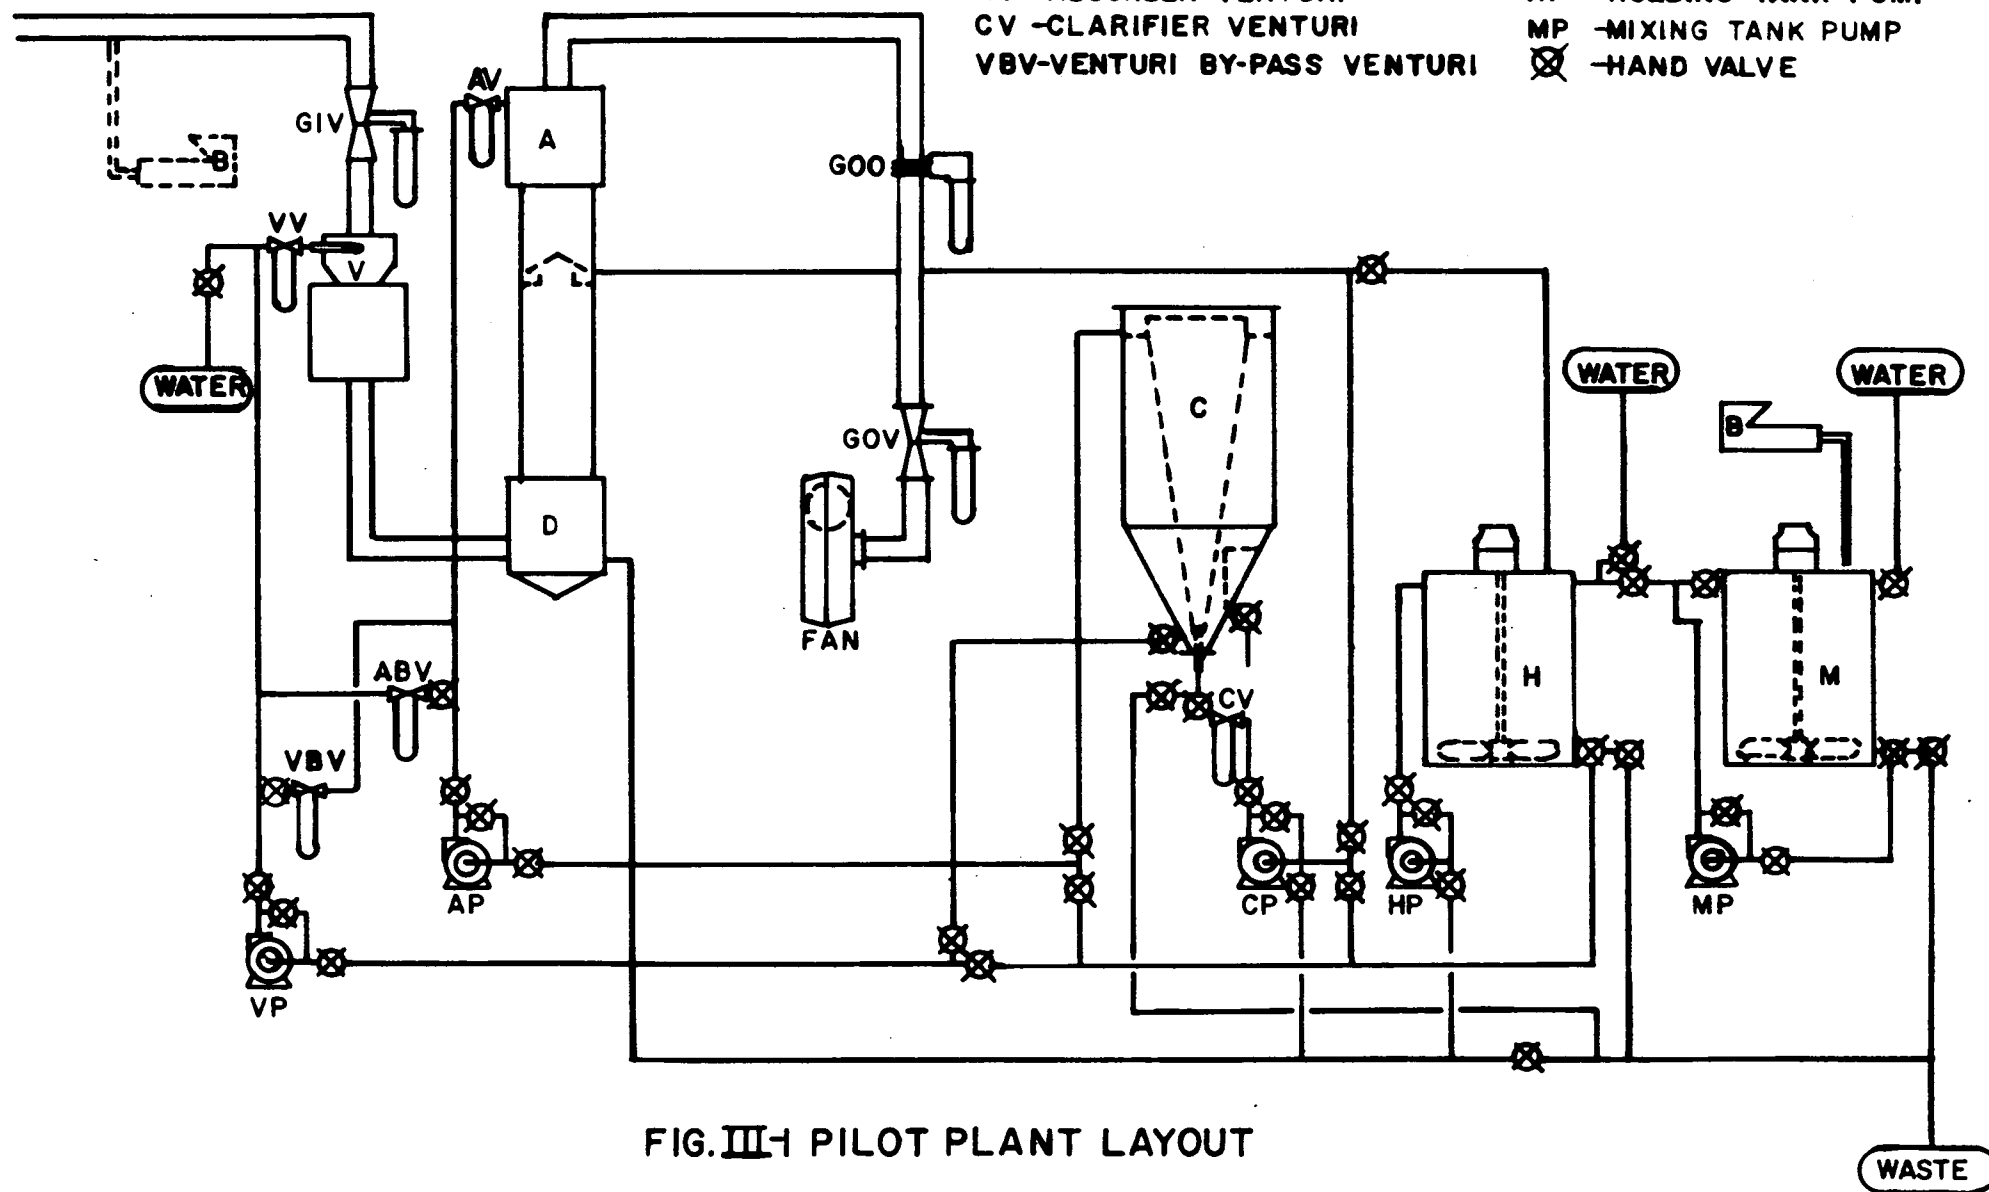 CV -CLARIFIER VENTURI
VBV-VENTURI BY-PASS VENTURI
MP -MIXING TANK PUMP
-HAND VALVE
AV
GIV
A
B
GOO
VV
V
WATER
C
WATER
WATER
GOV
B
D
FAN
ABV
H
M
CV
VBV
AP
CP
HP
MP
VP
FIG. III-1 PILOT PLANT LAYOUT
WASTE